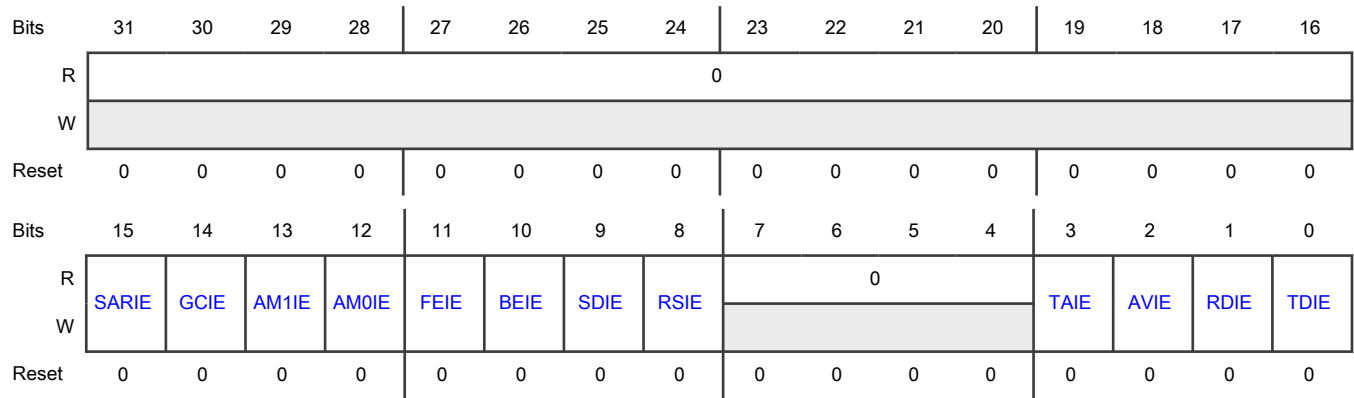 Bits 31 30 29 28 27 26 25 24 23 22 21 20 19 18 17 16
R 0
W
Reset 0 0 0 0 0 0 0 0 0 0 0 0 0 0 0 0
Bits 15 14 13 12 11 10 9 8 7 6 5 4 3 2 1 0
R 0
SARIE GCIE AM1IE AM0IE FEIE BEIE SDIE RSIE TAIE AVIE RDIE TDIE
W
Reset 0 0 0 0 0 0 0 0 0 0 0 0 0 0 0 0